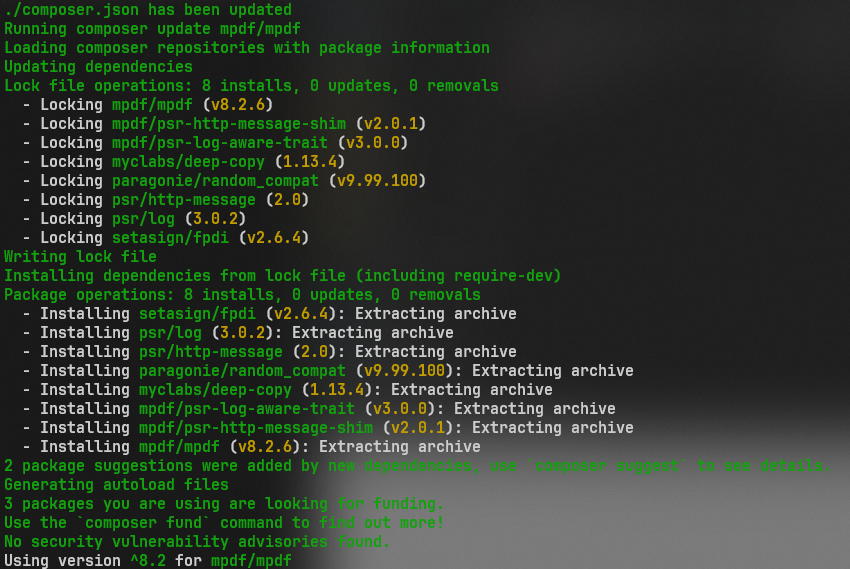 ./composer.json has been updated
Running composer update mpdf/mpdf
Loading composer repositories with package information
Updating dependencies
Lock file operations: 8 installs, 0 updates, 0 removals
  - Locking mpdf/mpdf (v8.2.6)
  - Locking mpdf/psr-http-message-shim (v2.0.1)
  - Locking mpdf/psr-log-aware-trait (v3.0.0)
  - Locking myclabs/deep-copy (1.13.4)
  - Locking paragonie/random_compat (v9.99.100)
  - Locking psr/http-message (2.0)
  - Locking psr/log (3.0.2)
  - Locking setasign/fpdi (v2.6.4)
Writing lock file
Installing dependencies from lock file (including require-dev)
Package operations: 8 installs, 0 updates, 0 removals
  - Installing setasign/fpdi (v2.6.4): Extracting archive
  - Installing psr/log (3.0.2): Extracting archive
  - Installing psr/http-message (2.0): Extracting archive
  - Installing paragonie/random_compat (v9.99.100): Extracting archive
  - Installing myclabs/deep-copy (1.13.4): Extracting archive
  - Installing mpdf/psr-log-aware-trait (v3.0.0): Extracting archive
  - Installing mpdf/psr-http-message-shim (v2.0.1): Extracting archive
  - Installing mpdf/mpdf (v8.2.6): Extracting archive
2 package suggestions were added by new dependencies, use `composer suggest` to see details.
Generating autoload files
3 packages you are using are looking for funding.
Use the `composer fund` command to find out more!
No security vulnerability advisories found.
Using version ^8.2 for mpdf/mpdf